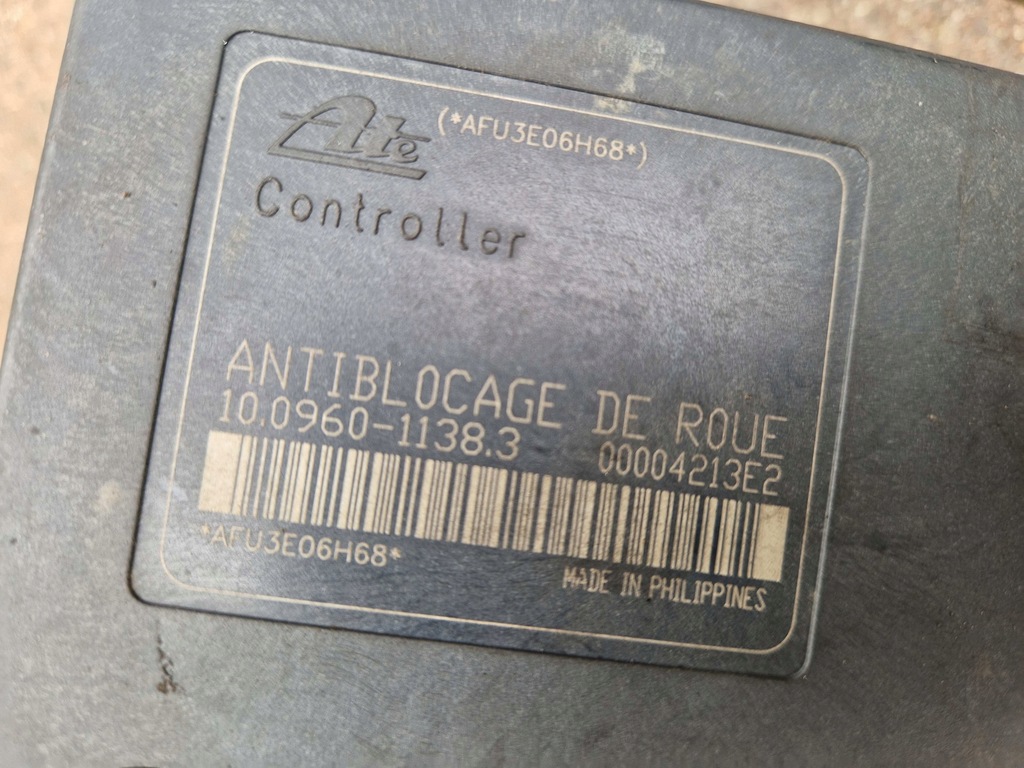 Ate (*AFU3E06H68*)
Controller
ANTIBLOCAGE DE ROUE
10.0960-1138.3 00004213E2
*AFU3E06H68*
MADE IN PHILIPPINES